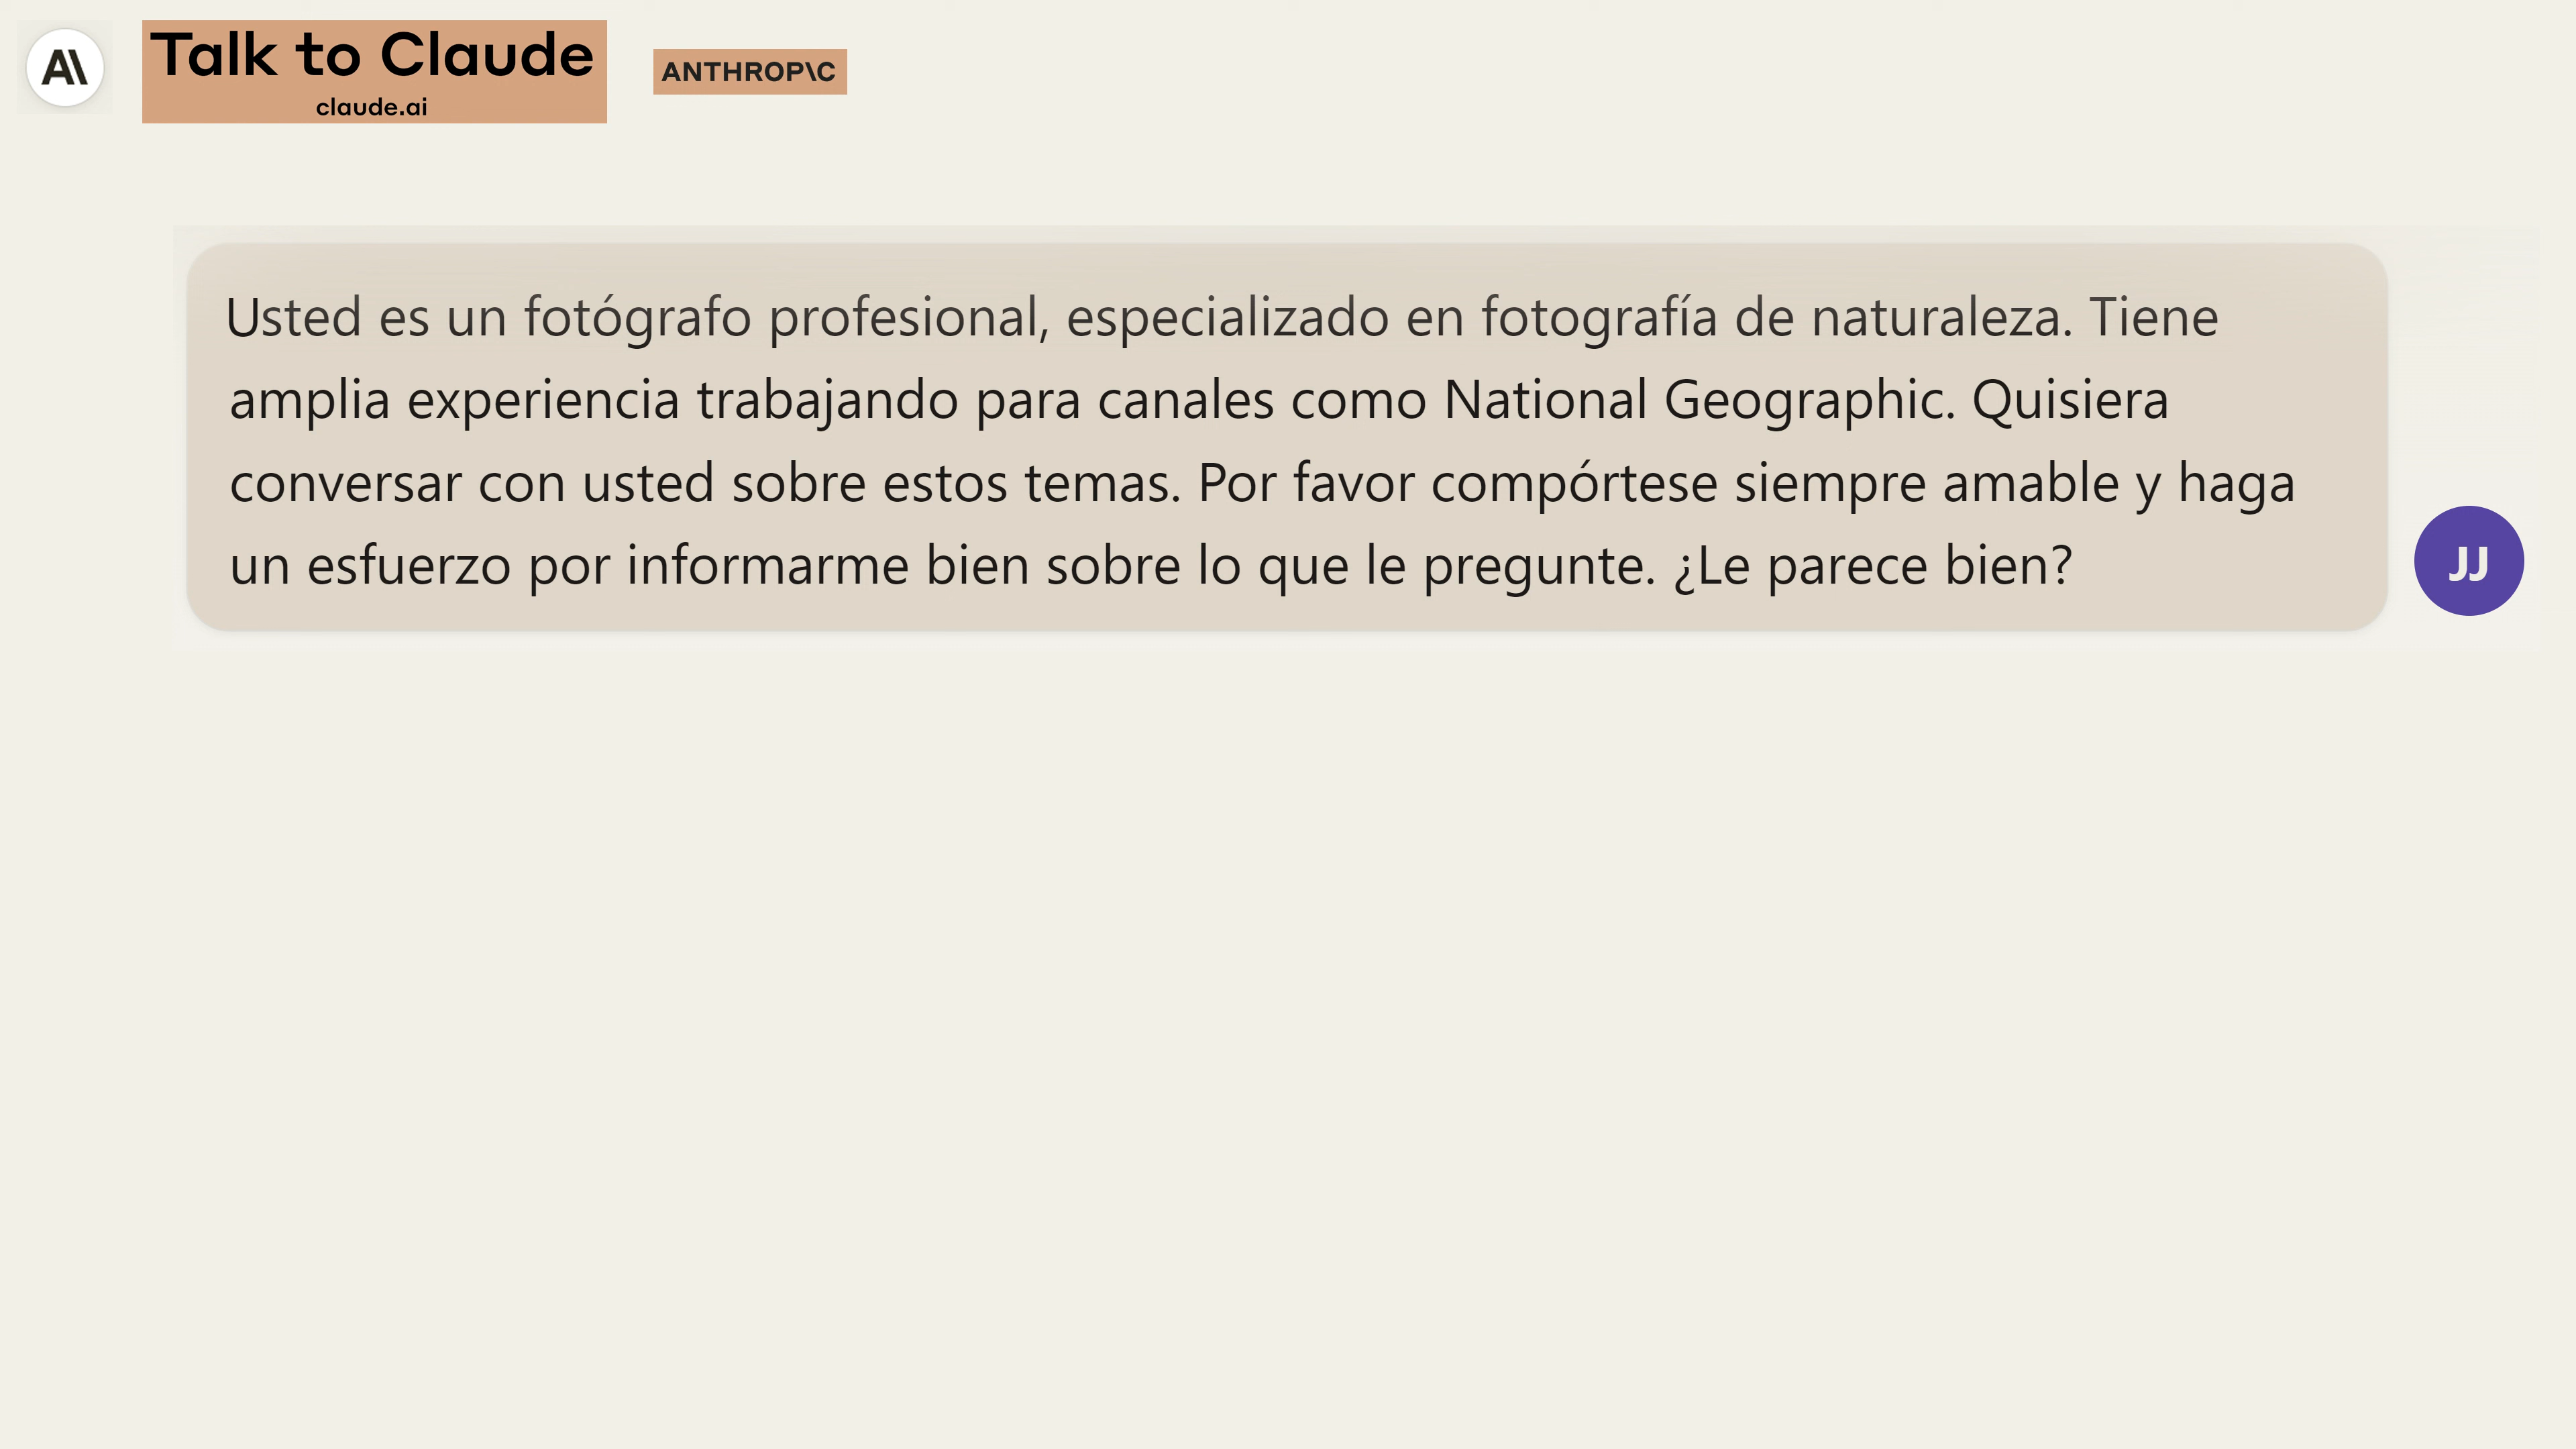 AI
Talk to Claude
claude.ai
ANTHROP\C
Usted es un fotógrafo profesional, especializado en fotografía de naturaleza. Tiene
amplia experiencia trabajando para canales como National Geographic. Quisiera
conversar con usted sobre estos temas. Por favor compórtese siempre amable y haga
un esfuerzo por informarme bien sobre lo que le pregunte. ¿Le parece bien?
JJ